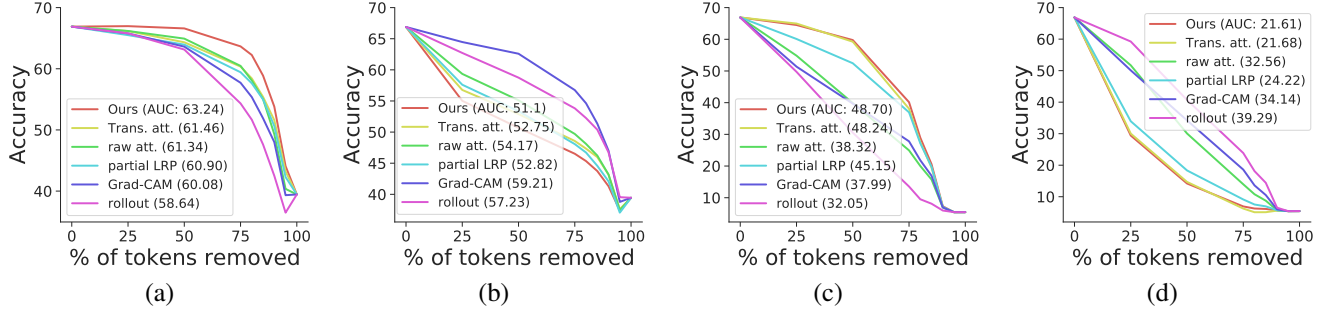 Accuracy
70
60
50
40
Ours (AUC: 63.24)
Trans. att. (61.46)
raw att. (61.34)
partial LRP (60.90)
Grad-CAM (60.08)
rollout (58.64)
0 25 50 75 100
% of tokens removed
(a)
Accuracy
70
65
60
55
50
45
40
Ours (AUC: 51.1)
Trans. att. (52.75)
raw att. (54.17)
partial LRP (52.82)
Grad-CAM (59.21)
rollout (57.23)
0 25 50 75 100
% of tokens removed
(b)
Accuracy
70
60
50
40
30
20
10
Ours (AUC: 48.70)
Trans. att. (48.24)
raw att. (38.32)
partial LRP (45.15)
Grad-CAM (37.99)
rollout (32.05)
0 25 50 75 100
% of tokens removed
(c)
Accuracy
70
60
50
40
30
20
10
Ours (AUC: 21.61)
Trans. att. (21.68)
raw att. (32.56)
partial LRP (24.22)
Grad-CAM (34.14)
rollout (39.29)
0 25 50 75 100
% of tokens removed
(d)